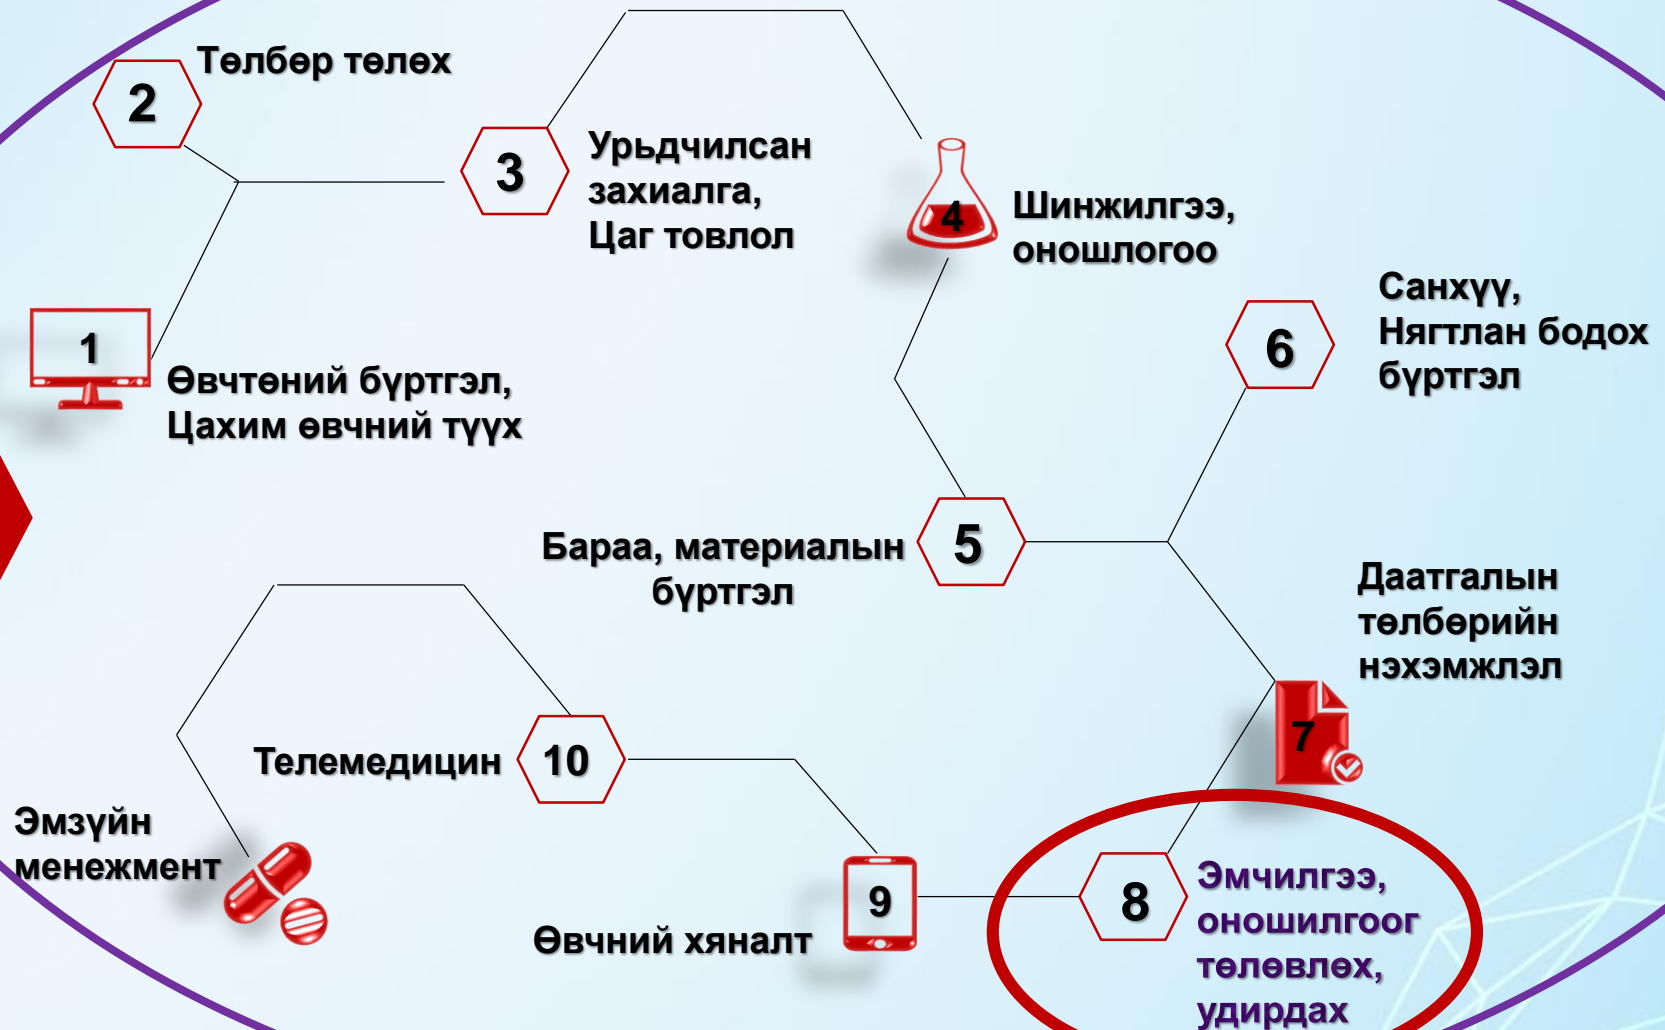 1
Өвчтөний бүртгэл,
Цахим өвчний түүх
2
Төлбөр төлөх
3
Урьдчилсан
захиалга,
Цаг товлол
4
Шинжилгээ,
оношлогоо
5
Бараа, материалын
бүртгэл
6
Санхүү,
Нягтлан бодох
бүртгэл
7
Даатгалын
төлбөрийн
нэхэмжлэл
8
Эмчилгээ,
оношилгоог
төлөвлөх,
удирдах
9
Өвчний хяналт
10
Телемедицин
Эмзүйн
менежмент